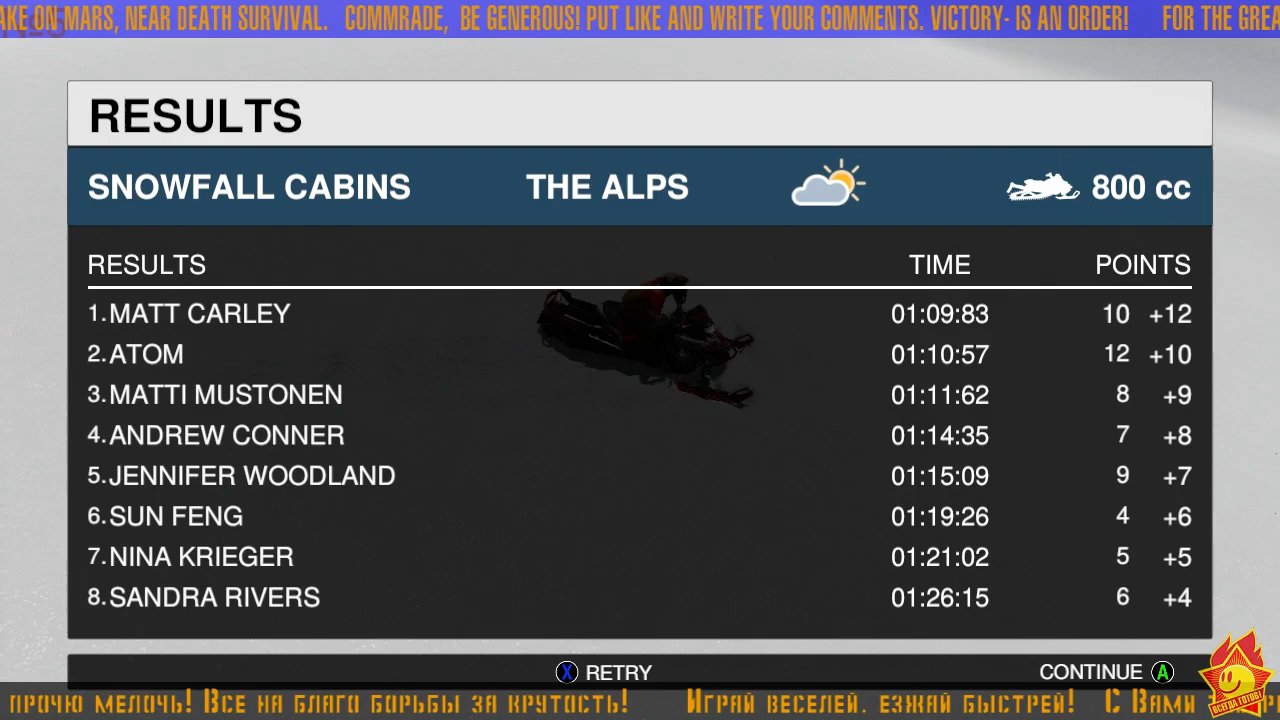 AKE ON MARS, NEAR DEATH SURVIVAL. COMMRADE, BE GENEROUS! PUT LIKE AND WRITE YOUR COMMENTS. VICTORY- IS AN ORDER! FOR THE GREA
RESULTS
SNOWFALL CABINS THE ALPS 800 cc
RESULTS TIME POINTS
1. MATT CARLEY 01:09:83 10 +12
2. ATOM 01:10:57 12 +10
3. MATTI MUSTONEN 01:11:62 8 +9
4. ANDREW CONNER 01:14:35 7 +8
5. JENNIFER WOODLAND 01:15:09 9 +7
6. SUN FENG 01:19:26 4 +6
7. NINA KRIEGER 01:21:02 5 +5
8. SANDRA RIVERS 01:26:15 6 +4
X RETRY CONTINUE A
прочю мелочь! Все на благо борьбы за крутость! Играй веселей. езжай быстрей! С Вами
ВСЕГДА ГОТОВ!